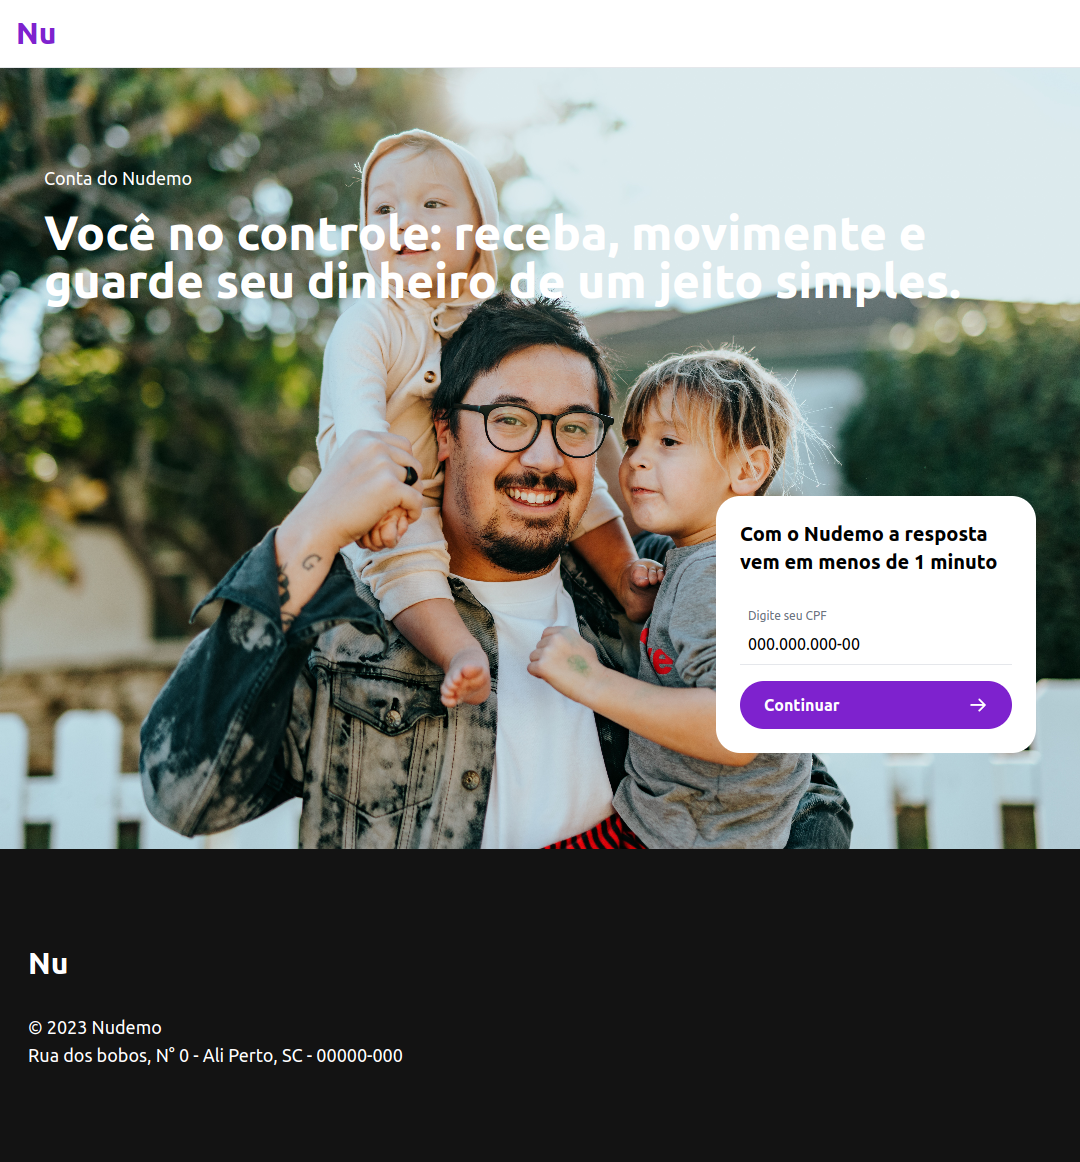 Nu
Conta do Nudemo
Você no controle: receba, movimente e
guarde seu dinheiro de um jeito simples.
Com o Nudemo a resposta
vem em menos de 1 minuto
Digite seu CPF
000.000.000-00
Continuar
Nu
© 2023 Nudemo
Rua dos bobos, N° 0 - Ali Perto, SC - 00000-000